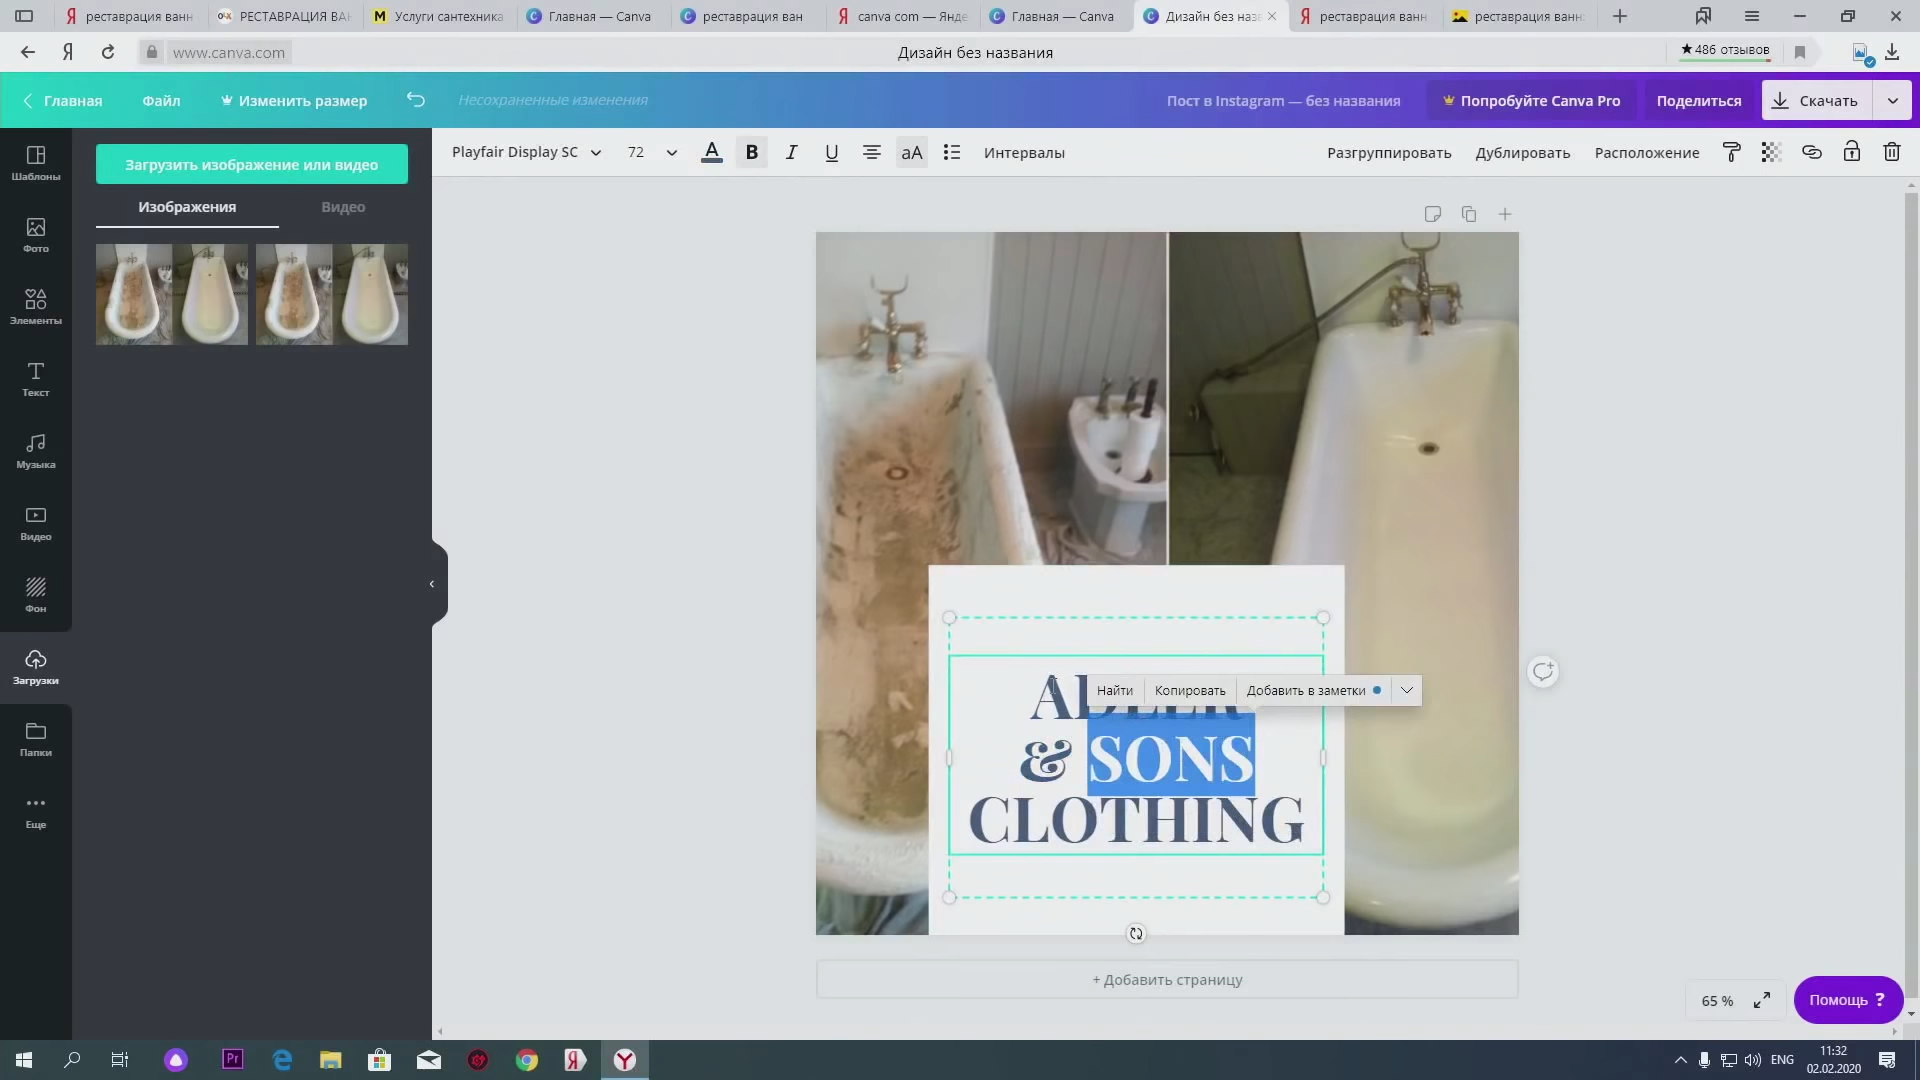 реставрация ванн
РЕСТАВРАЦИЯ ВАН
Услуги сантехника
Главная — Canva
реставрация ван
canva com — Янде
Главная — Canva
Дизайн без назв
реставрация ванн
реставрация ванн
www.canva.com
Дизайн без названия
★486 отзывов
Главная
Файл
Изменить размер
Несохраненные изменения
Пост в Instagram — без названия
Попробуйте Canva Pro
Поделиться
Скачать
Playfair Display SC
72
A
B
I
U
aA
Интервалы
Разгруппировать
Дублировать
Расположение
Шаблоны
Фото
Элементы
Текст
Музыка
Видео
Фон
Загрузки
Папки
Еще
Загрузить изображение или видео
Изображения
Видео
ADLER
& SONS
CLOTHING
Найти
Копировать
Добавить в заметки
+ Добавить страницу
65 %
Помощь ?
ENG
11:32
02.02.2020